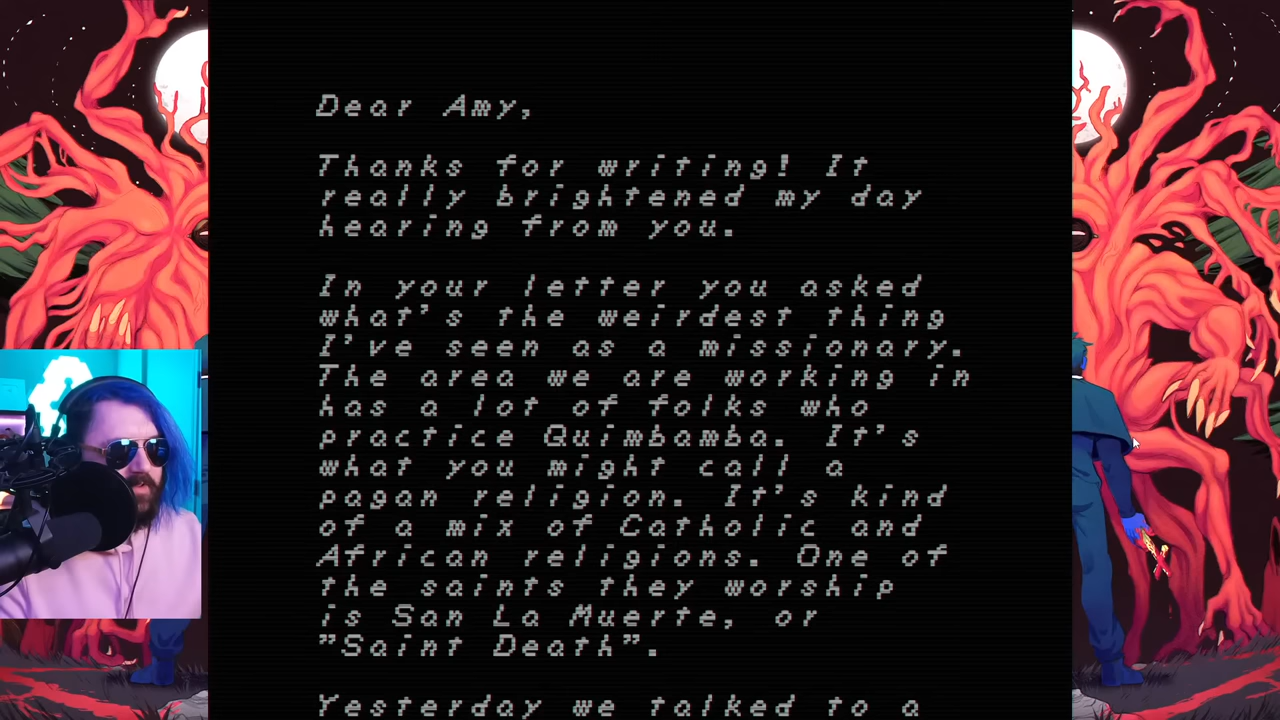 Dear Amy,
Thanks for writing! It
really brightened my day
hearing from you.
In your letter you asked
what's the weirdest thing
I've seen as a missionary.
The area we are working in
has a lot of folks who
practice Quimbamba. It's
what you might call a
pagan religion. It's kind
of a mix of Catholic and
African religions. One of
the saints they worship
is San La Muerte, or
"Saint Death".
Yesterday we talked to a